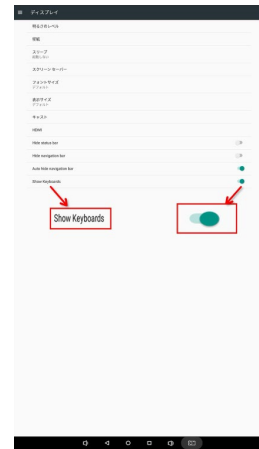 ディスプレイ
明るさのレベル
壁紙
スリープ
スクリーンセーバー
フォントサイズ
デフォルト
表示サイズ
デフォルト
キャスト
HDMI
Hide status bar
Hide navigation bar
Auto hide navigation bar
Show Keyboards
Show Keyboards